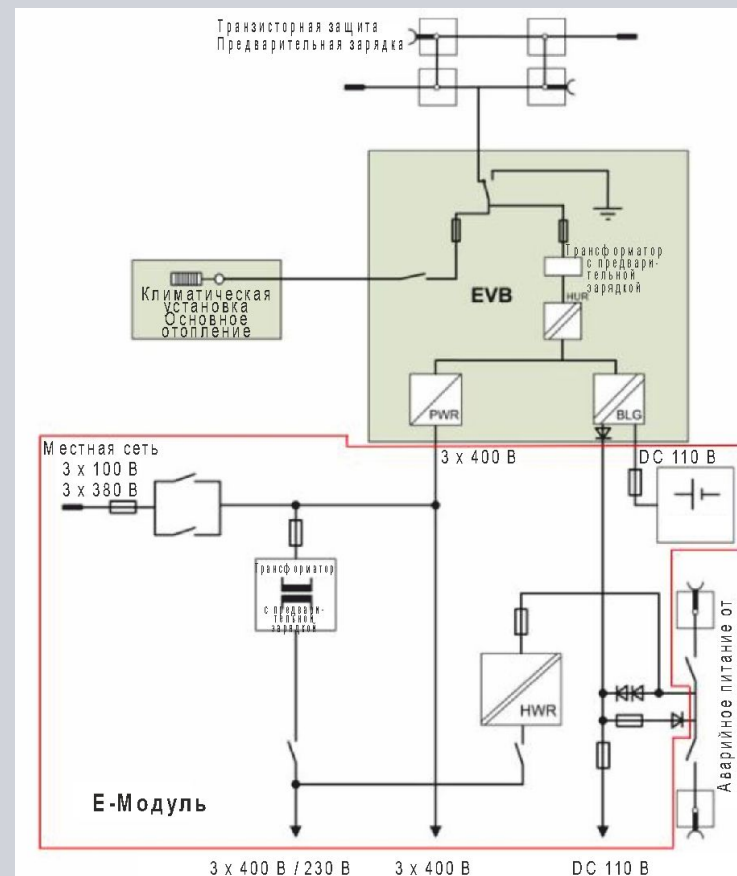 Транзисторная защита
Предварительная зарядка
Трансформатор
с предвари-
тельной
зарядкой
EVB
HUR
Климатическая
установка
Основное
отопление
PWR
BLG
Местная сеть
3 x 100 В
3 x 380 В
3 x 400 В
DC 110 В
Трансформатор
с предвари-
тельной
зарядкой
HWR
Аварийное питание от
Е-Модуль
3 x 400 В / 230 В
3 x 400 В
DC 110 В